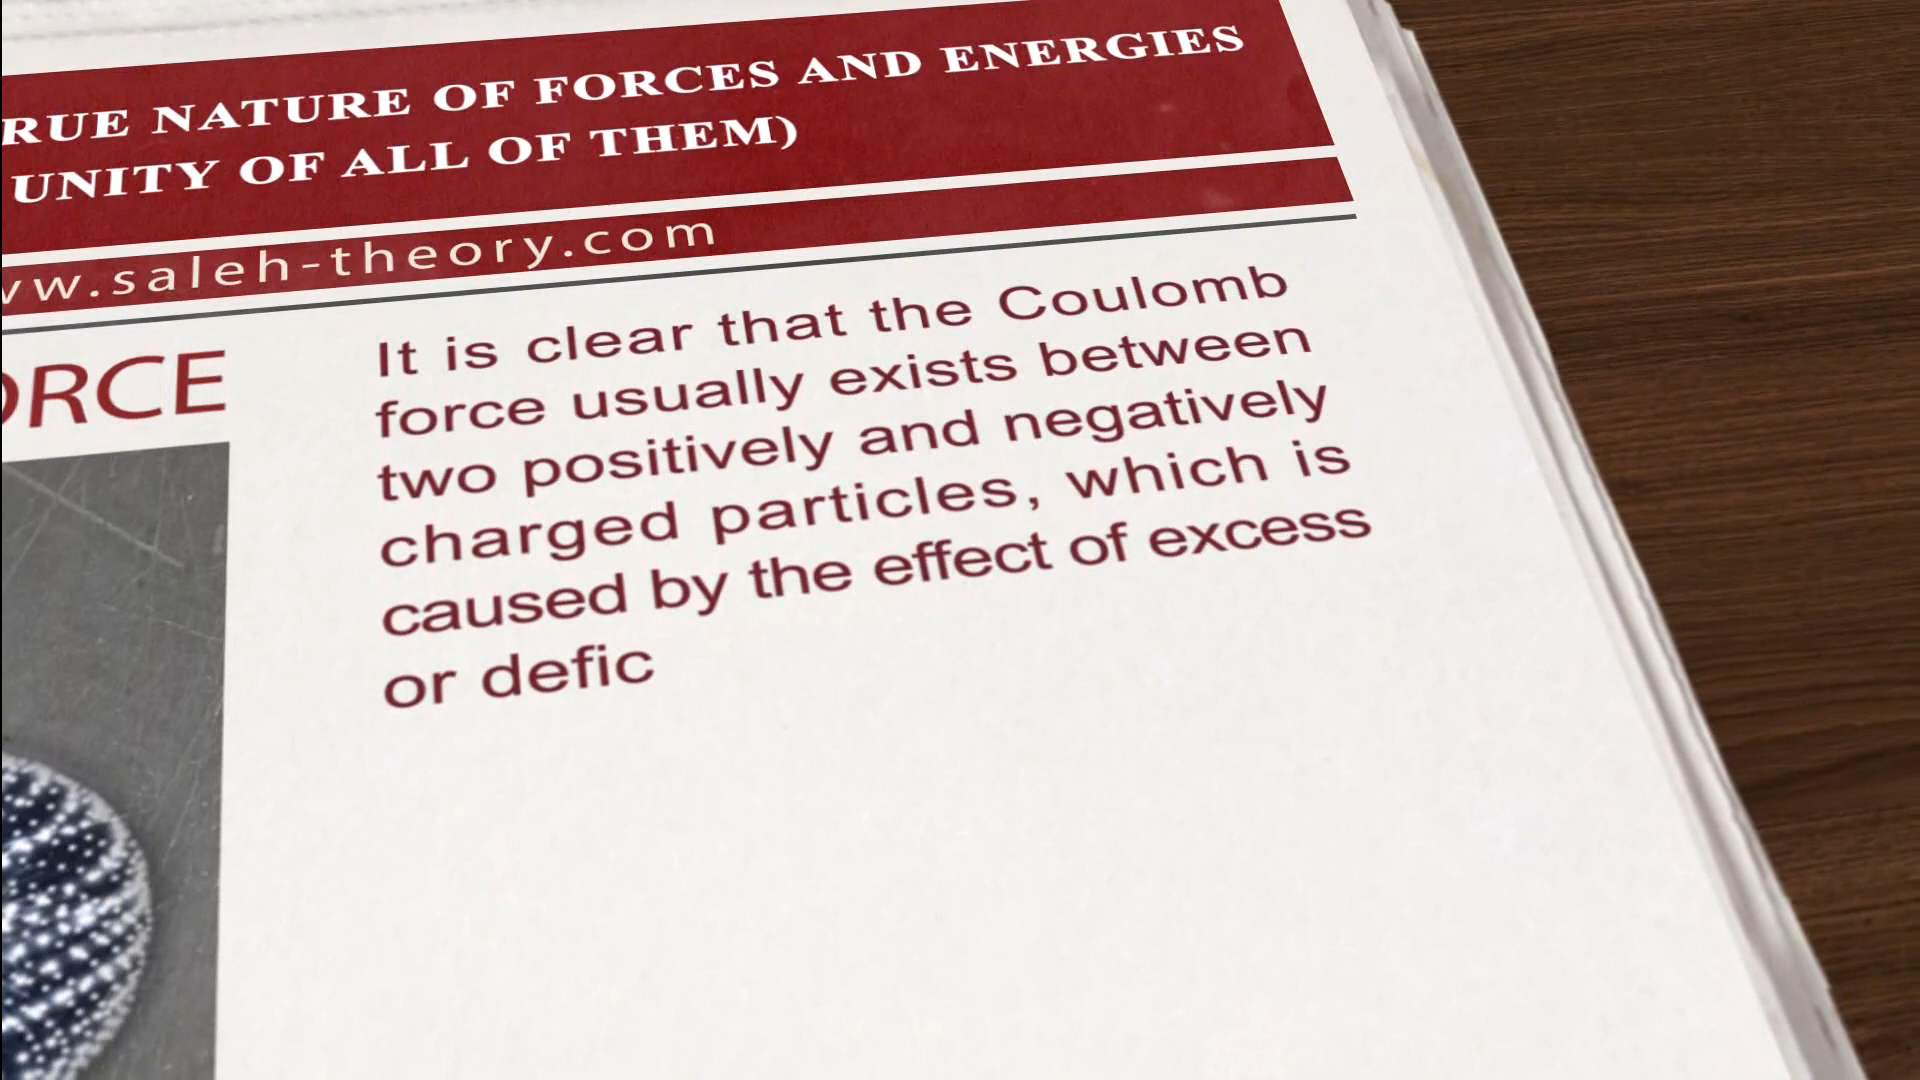 RUE NATURE OF FORCES AND ENERGIES
UNITY OF ALL OF THEM)
w.saleh-theory.com
ORCE
It is clear that the Coulomb
force usually exists between
two positively and negatively
charged particles, which is
caused by the effect of excess
or defic